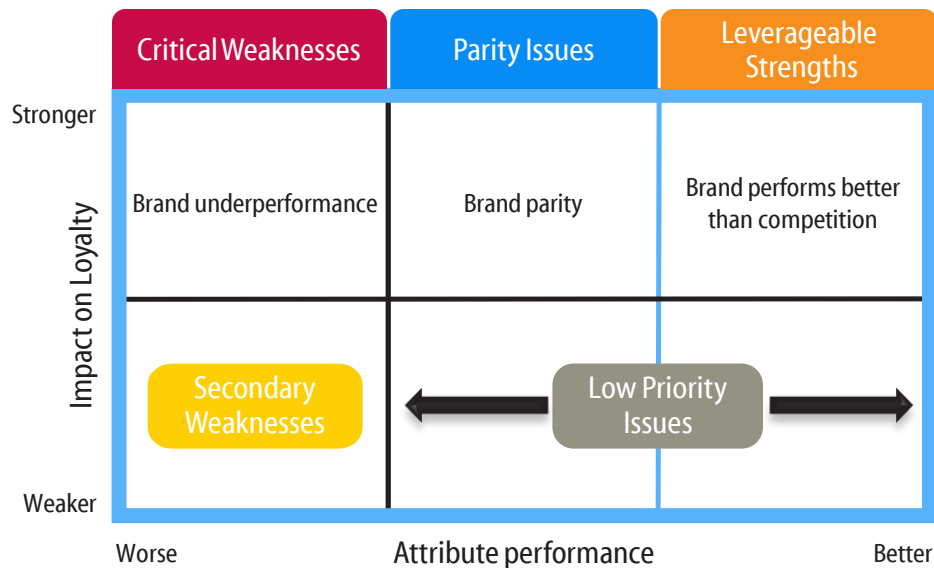 Critical Weaknesses
Parity Issues
Leverageable
Strengths
Stronger
Brand underperformance
Brand parity
Brand performs better
than competition
Impact on Loyalty
Secondary
Weaknesses
Low Priority
Issues
Weaker
Worse
Attribute performance
Better